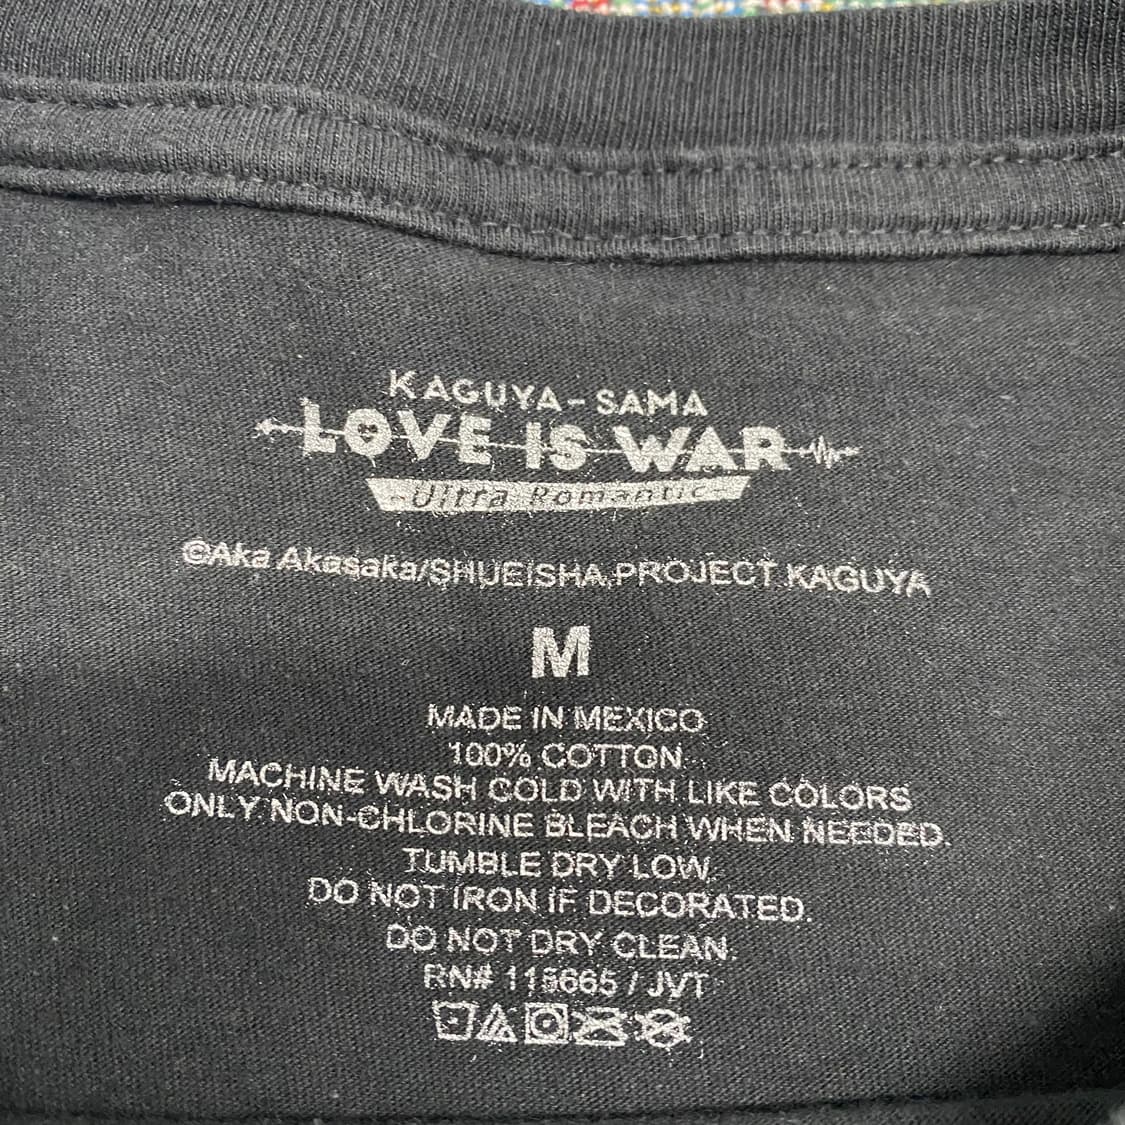 KAGUYA-SAMA
LOVE IS WAR
-Ultra Romantic-
©Aka Akasaka/SHUEISHA,PROJECT KAGUYA
M
MADE IN MEXICO
100% COTTON
MACHINE WASH COLD WITH LIKE COLORS
ONLY NON-CHLORINE BLEACH WHEN NEEDED.
TUMBLE DRY LOW.
DO NOT IRON IF DECORATED.
DO NOT DRY CLEAN.
RN# 115665 / JVT